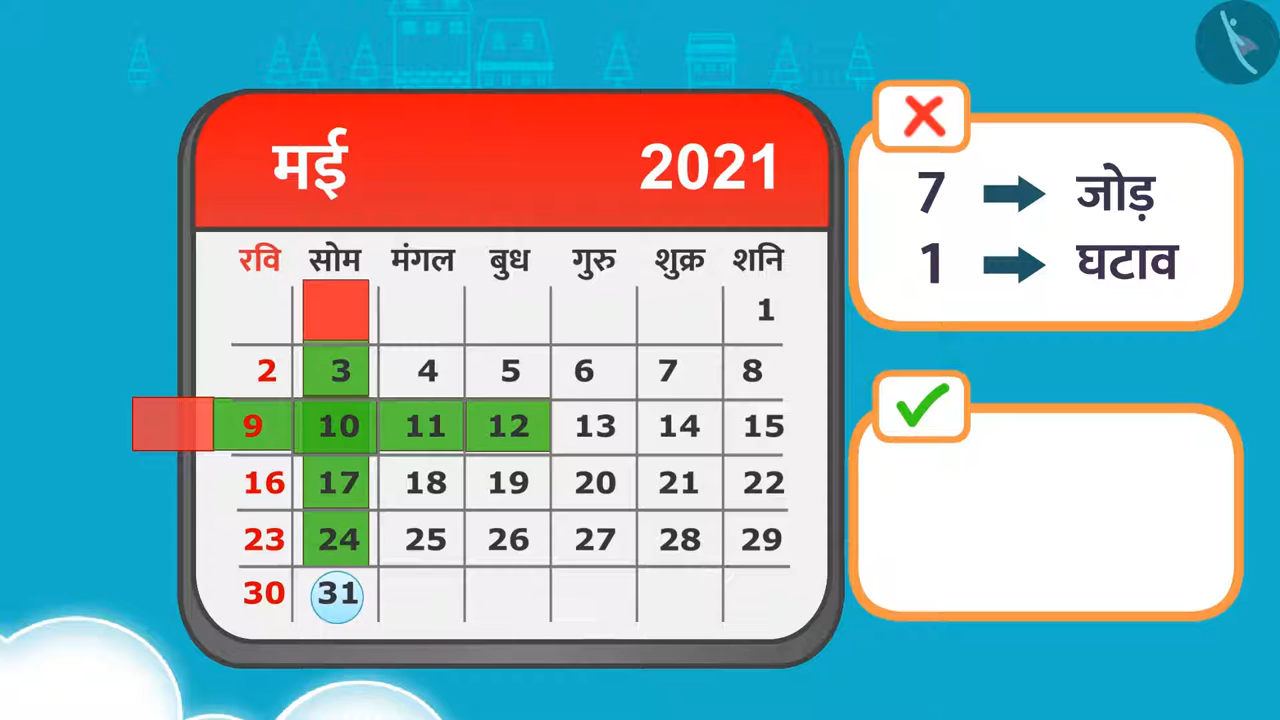 मई 2021
रवि सोम मंगल बुध गुरु शुक्र शनि
1
2 3 4 5 6 7 8
9 10 11 12 13 14 15
16 17 18 19 20 21 22
23 24 25 26 27 28 29
30 31
7 ➡ जोड़
1 ➡ घटाव